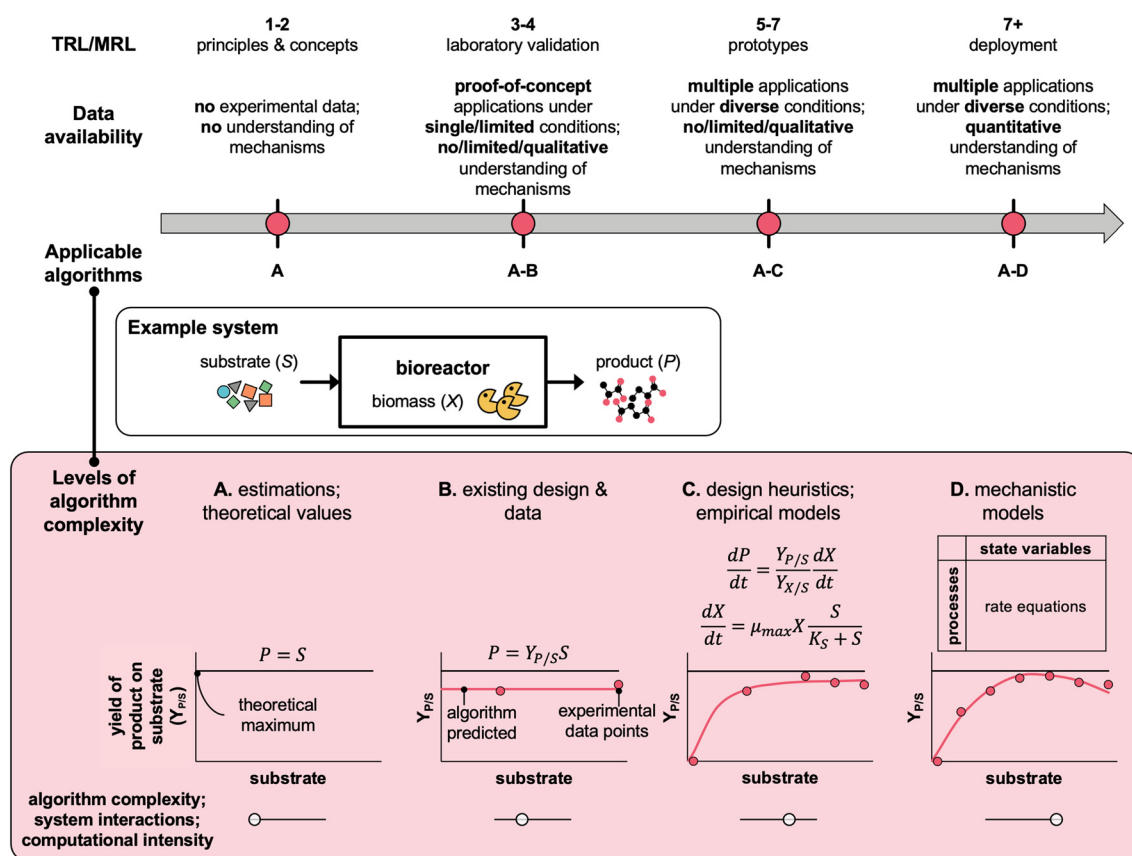 TRL/MRL
1-2
principles & concepts
3-4
laboratory validation
5-7
prototypes
7+
deployment
Data
availability
no experimental data;
no understanding of
mechanisms
proof-of-concept
applications under
single/limited conditions;
no/limited/qualitative
understanding of
mechanisms
multiple applications
under diverse conditions;
no/limited/qualitative
understanding of
mechanisms
multiple applications
under diverse conditions;
quantitative
understanding of
mechanisms
Applicable
algorithms
A
A-B
A-C
A-D
Example system
substrate (S)
bioreactor
biomass (X)
product (P)
Levels of
algorithm
complexity
A. estimations;
theoretical values
B. existing design &
data
C. design heuristics;
empirical models
D. mechanistic
models
dP/dt = Y_{P/S}/Y_{X/S} dX/dt
dX/dt = μ_{max}X S/(K_S + S)
state variables
processes
rate equations
yield of
product on
substrate
(Y_{P/S})
P = S
theoretical
maximum
substrate
Y_{P/S}
P = Y_{P/S}S
algorithm
predicted
experimental
data points
substrate
Y_{P/S}
substrate
Y_{P/S}
substrate
algorithm complexity;
system interactions;
computational intensity